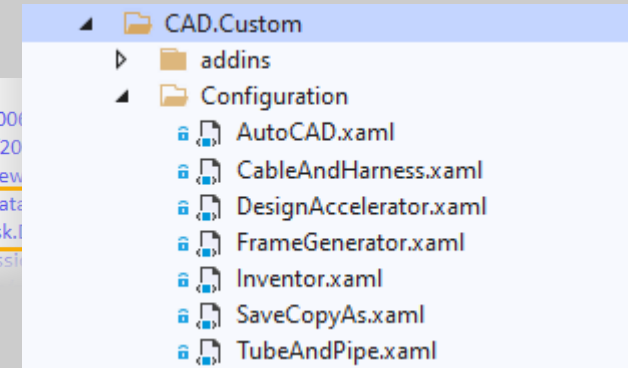 CAD.Custom
addins
Configuration
AutoCAD.xaml
CableAndHarness.xaml
DesignAccelerator.xaml
FrameGenerator.xaml
Inventor.xaml
SaveCopyAs.xaml
TubeAndPipe.xaml